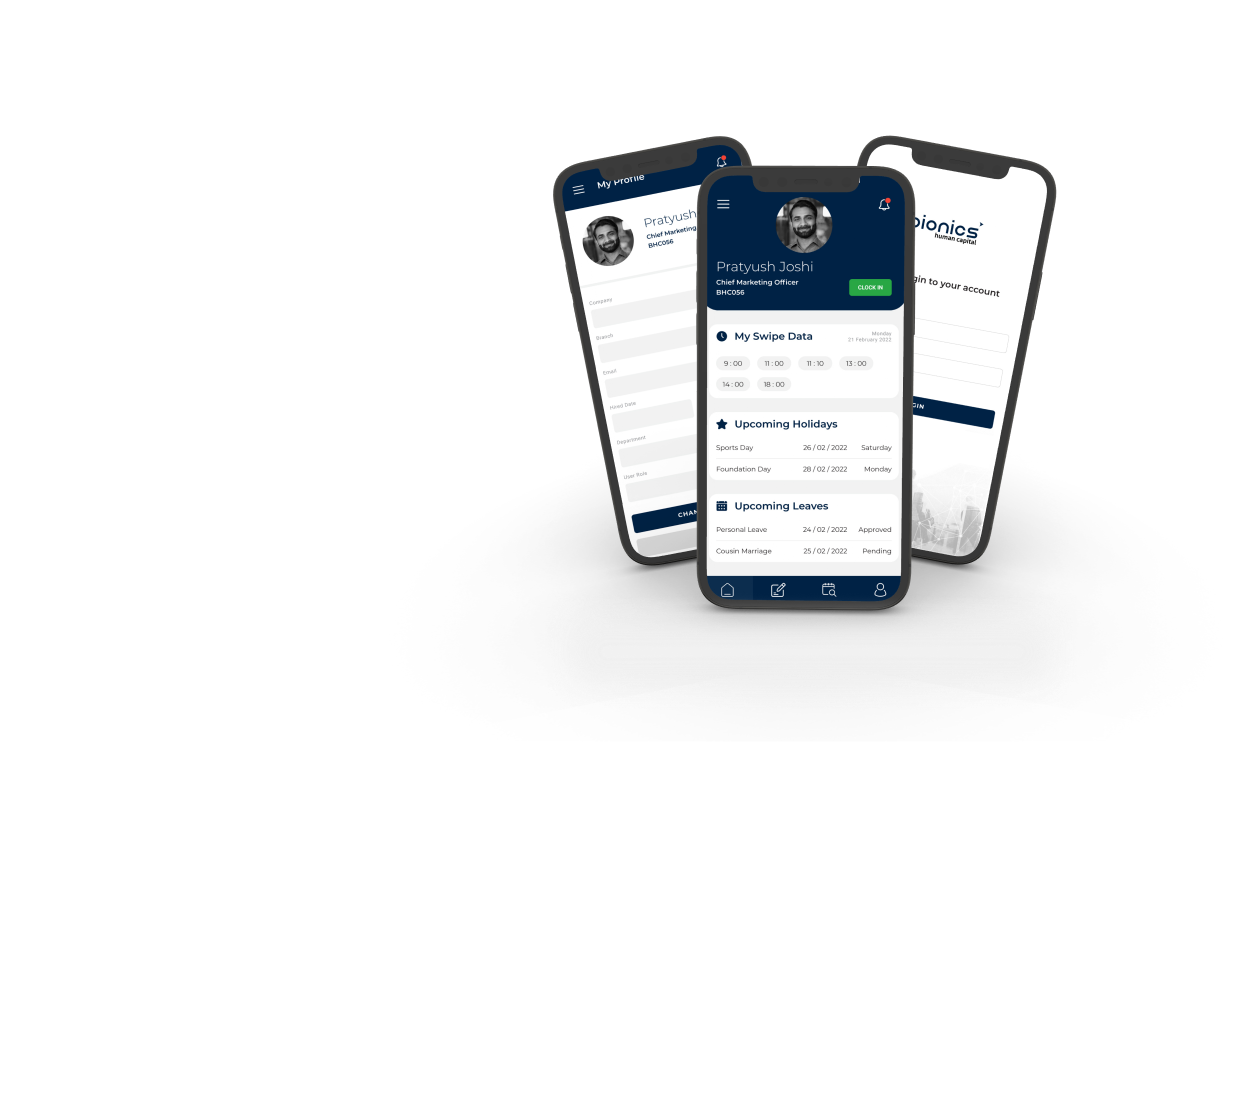 My Profile
Pratyush
Chief Marketing
BHC056
Company
Branch
Email
Hired Date
Department
User Role
Pratyush Joshi
Chief Marketing Officer
BHC056
CLOCK IN
My Swipe Data
Monday
21 February 2022
9 : 00 11 : 00 11 : 10 13 : 00
14 : 00 18 : 00
Upcoming Holidays
Sports Day 26 / 02 / 2022 Saturday
Foundation Day 28 / 02 / 2022 Monday
Upcoming Leaves
Personal Leave 24 / 02 / 2022 Approved
Cousin Marriage 25 / 02 / 2022 Pending
bionics
human capital
to your account